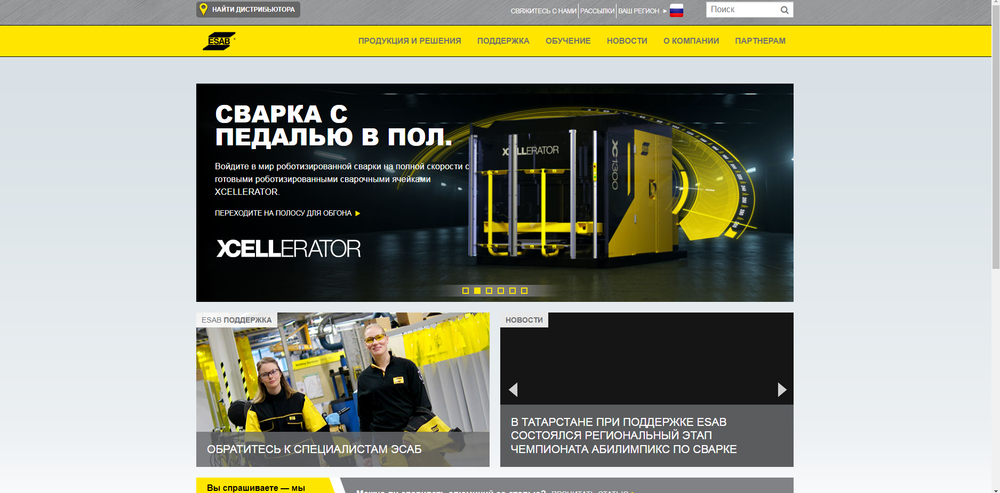 НАЙТИ ДИСТРИБЬЮТОРА
СВЯЖИТЕСЬ С НАМИ РАССЫЛКИ ВАШ РЕГИОН
Поиск
ESAB
ПРОДУКЦИЯ И РЕШЕНИЯ ПОДДЕРЖКА ОБУЧЕНИЕ НОВОСТИ О КОМПАНИИ ПАРТНЕРАМ
СВАРКА С
ПЕДАЛЬЮ В ПОЛ.
Войдите в мир роботизированной сварки на полной скорости с
готовыми роботизированными сварочными ячейками
XCELLERATOR.
ПЕРЕХОДИТЕ НА ПОЛОСУ ДЛЯ ОБГОНА
XCELLERATOR
XCELLERATOR
XC1300
ESAB ПОДДЕРЖКА
ОБРАТИТЕСЬ К СПЕЦИАЛИСТАМ ЭСАБ
НОВОСТИ
В ТАТАРСТАНЕ ПРИ ПОДДЕРЖКЕ ESAB
СОСТОЯЛСЯ РЕГИОНАЛЬНЫЙ ЭТАП
ЧЕМПИОНАТА АБИЛИМПИКС ПО СВАРКЕ
Вы спрашиваете — мы